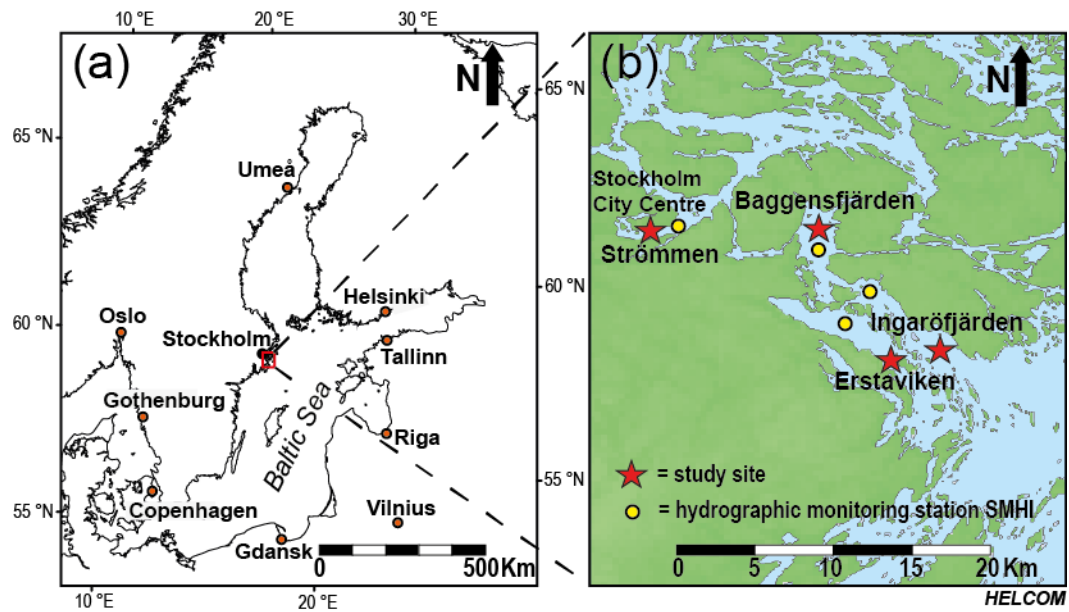 10 °E
20 °E
30 °E
(a)
N
65 °N
65 °N
Umeå
Helsinki
60 °N
60 °N
Oslo
Stockholm
Tallinn
Gothenburg
Baltic Sea
Riga
55 °N
55 °N
Copenhagen
Vilnius
Gdansk
0
500 Km
10 °E
20 °E
(b)
N
Stockholm
City Centre
Baggensfjärden
Strömmen
Ingaröfjärden
Erstaviken
= study site
= hydrographic monitoring station SMHI
0 5 10 15 20 Km
HELCOM